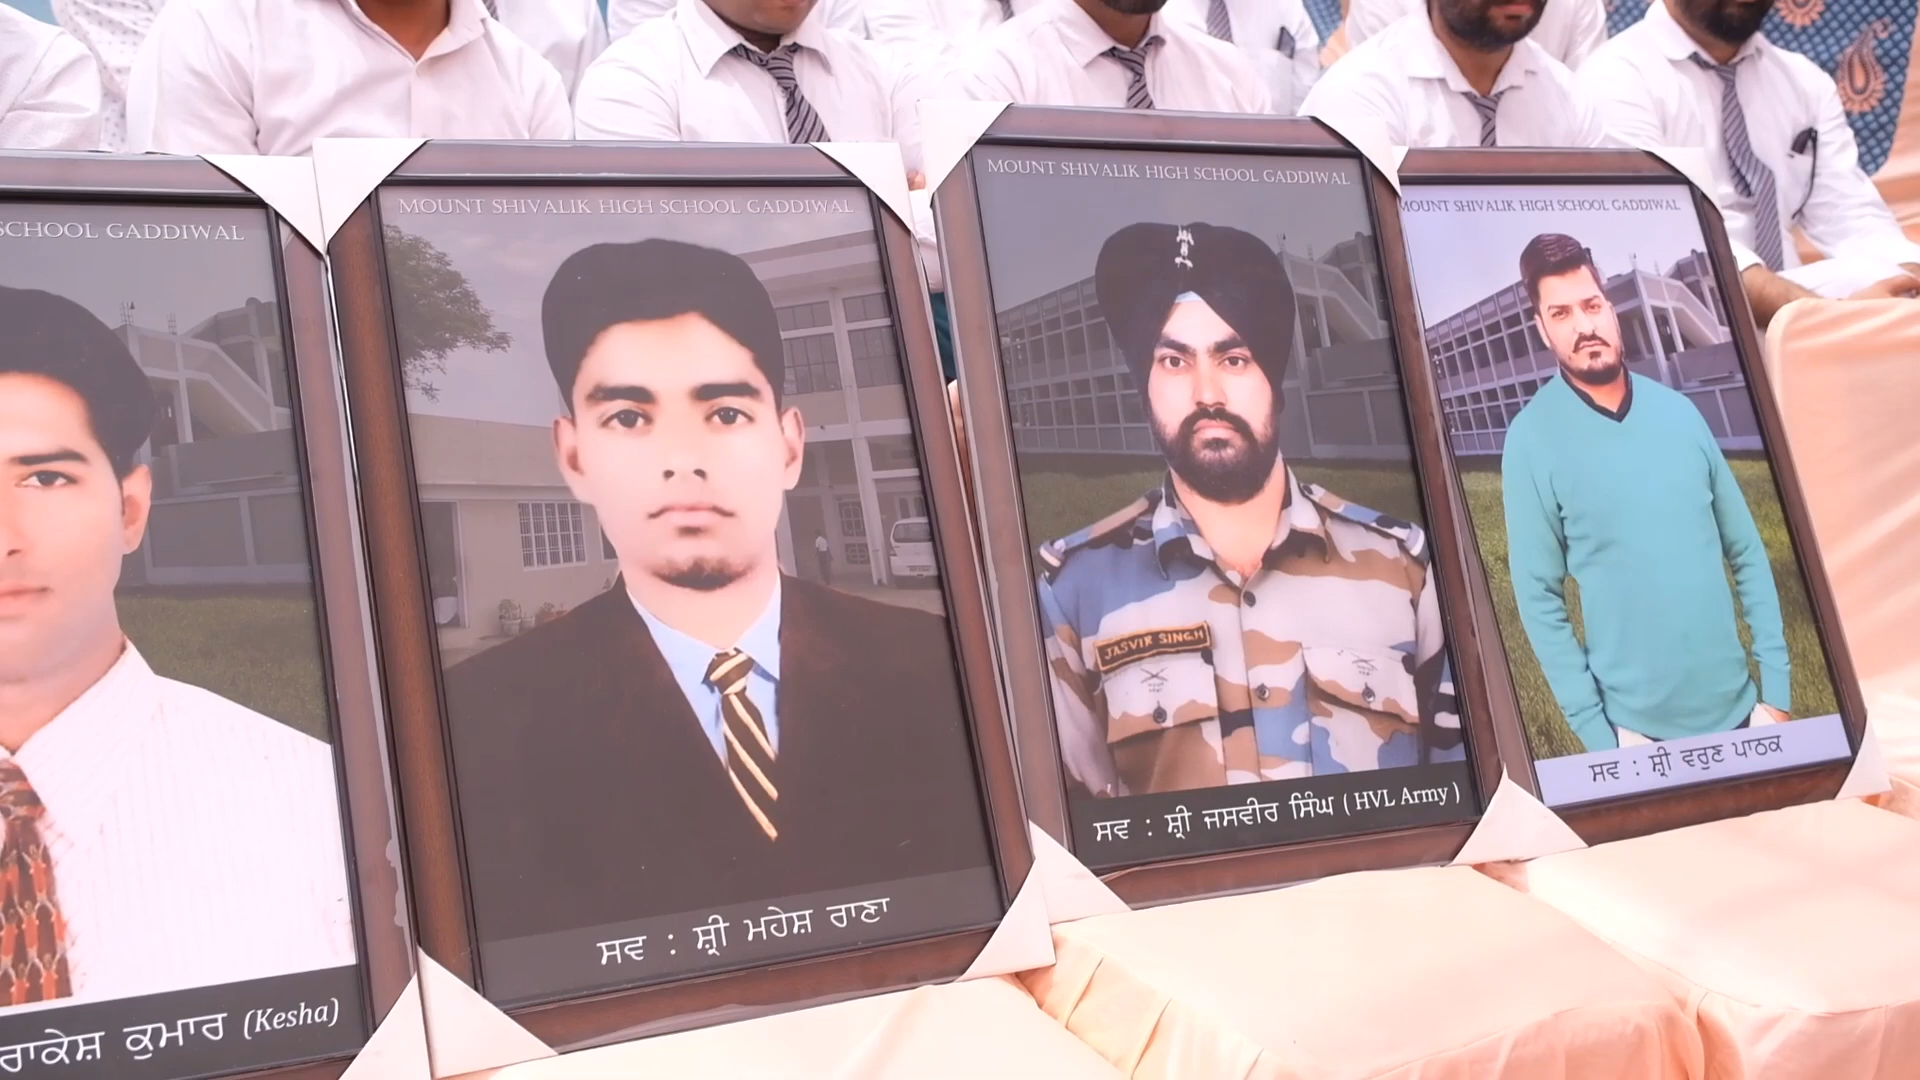 SCHOOL GADDIWAL
ਰਾਕੇਸ਼ ਕੁਮਾਰ (Kesha)
MOUNT SHIVALIK HIGH SCHOOL GADDIWAL
ਸਵ : ਸ਼੍ਰੀ ਮਹੇਸ਼ ਰਾਣਾ
MOUNT SHIVALIK HIGH SCHOOL GADDIWAL
JASVIR SINGH
ਸਵ : ਸ਼੍ਰੀ ਜਸਵੀਰ ਸਿੰਘ ( HVL Army )
MOUNT SHIVALIK HIGH SCHOOL GADDIWAL
ਸਵ : ਸ਼੍ਰੀ ਵਰੁਣ ਪਾਠਕ